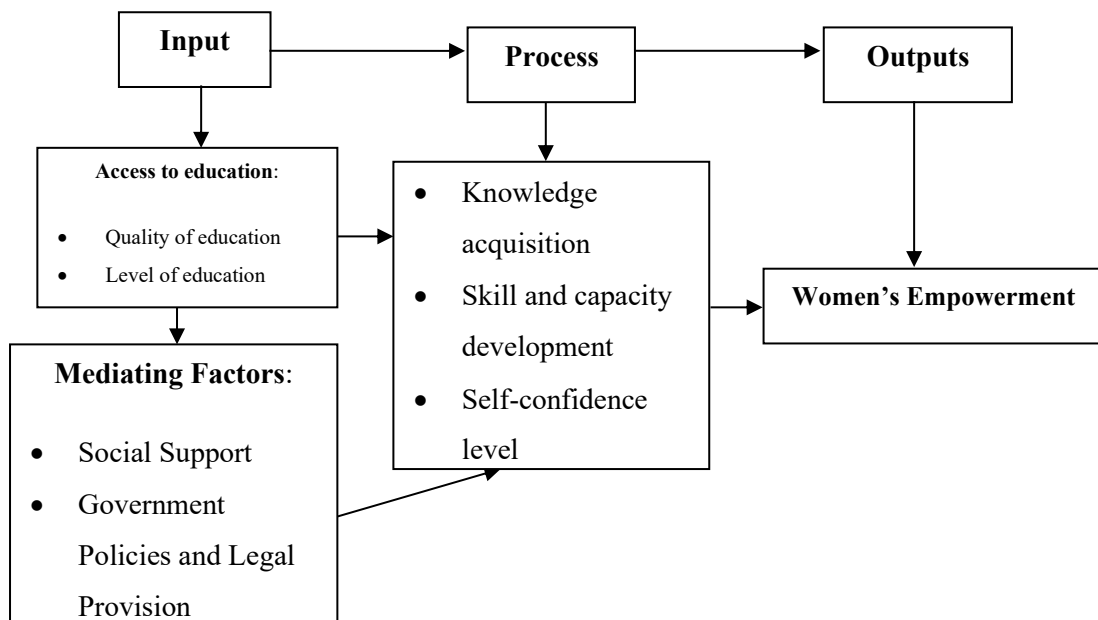 Input
Process
Outputs
Access to education:
• Quality of education
• Level of education
• Knowledge
acquisition
• Skill and capacity
development
• Self-confidence
level
Women’s Empowerment
Mediating Factors:
• Social Support
• Government
Policies and Legal
Provision